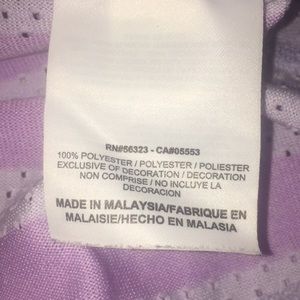 RN#56323 - CA#05553
100% POLYESTER / POLYESTER / POLIESTER
EXCLUSIVE OF DECORATION / DECORATION
NON COMPRISE / NO INCLUYE LA
DECORACION
MADE IN MALAYSIA/FABRIQUE EN
MALAISIE/HECHO EN MALASIA